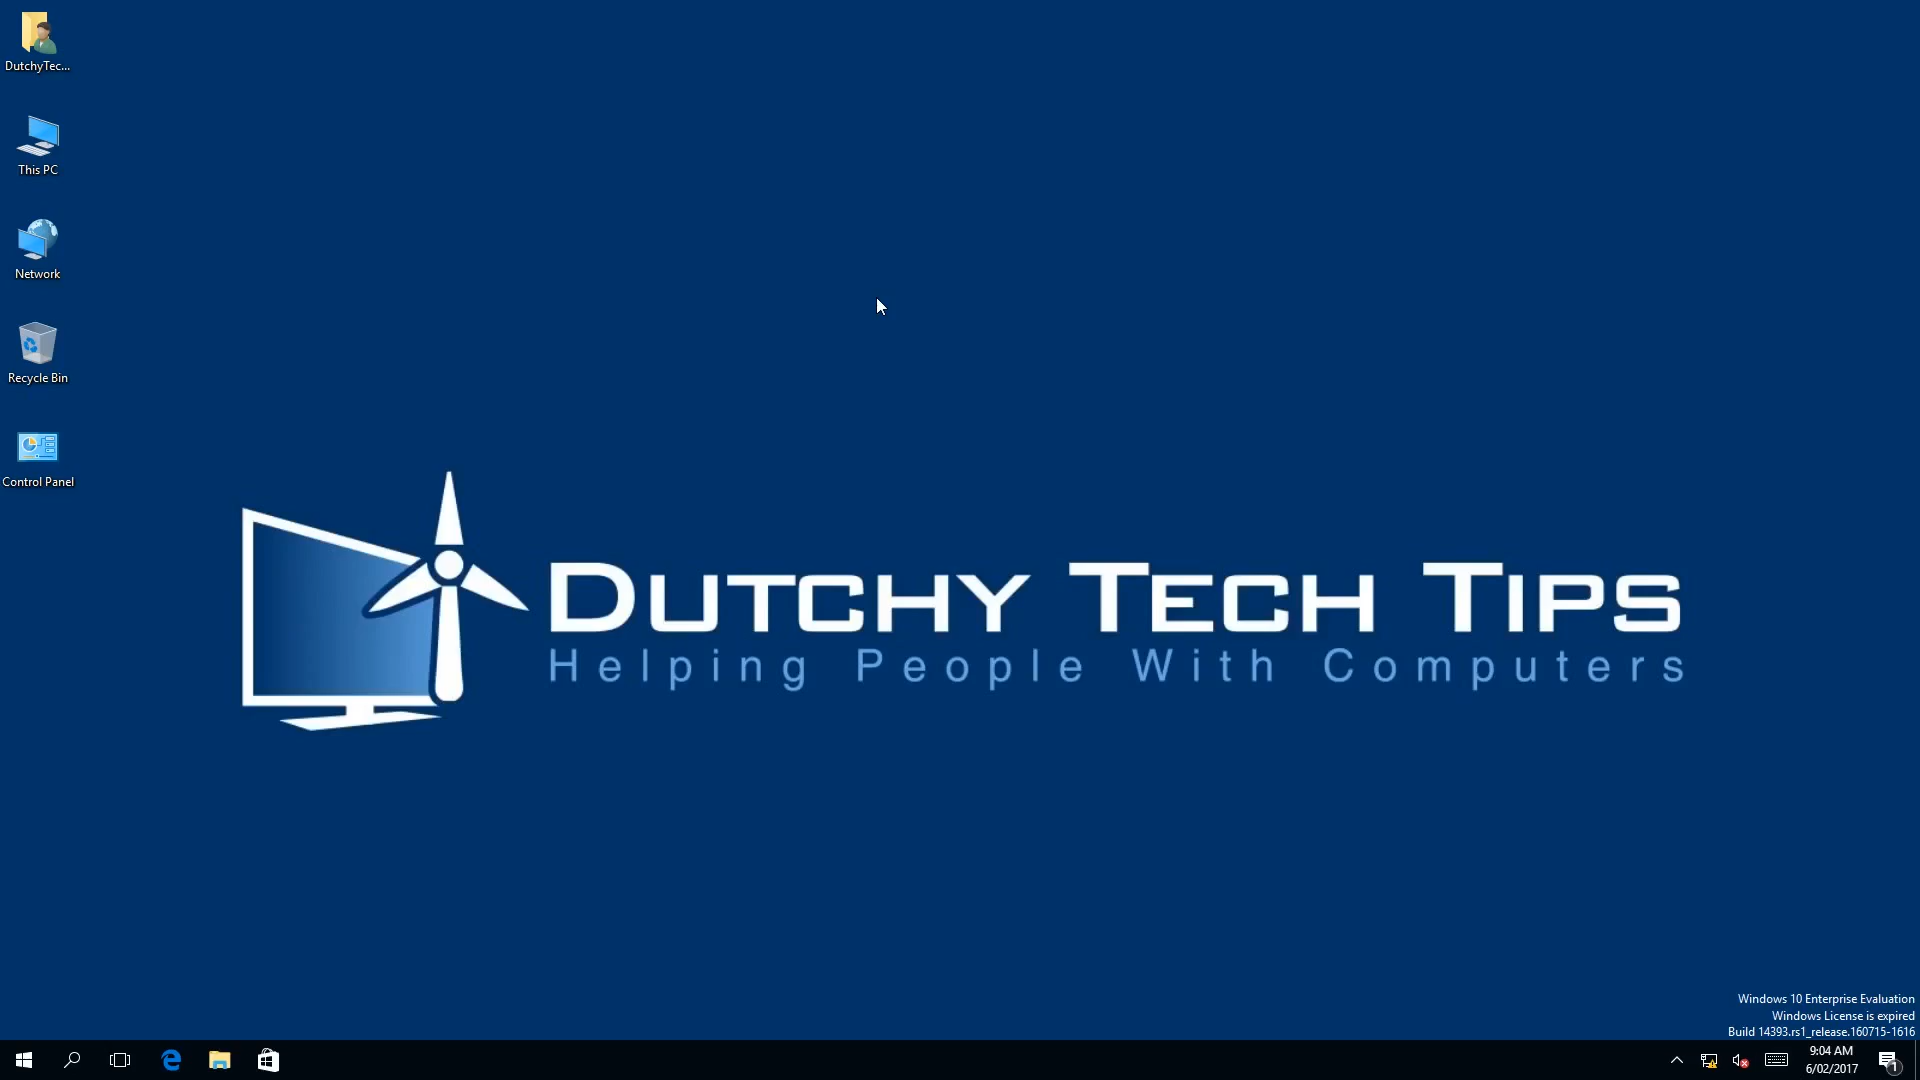 DutchyTec...
This PC
Network
Recycle Bin
Control Panel
DUTCHY TECH TIPS
Helping People With Computers
Windows 10 Enterprise Evaluation
Windows License is expired
Build 14393.rs1_release.160715-1616
9:04 AM
6/02/2017
1